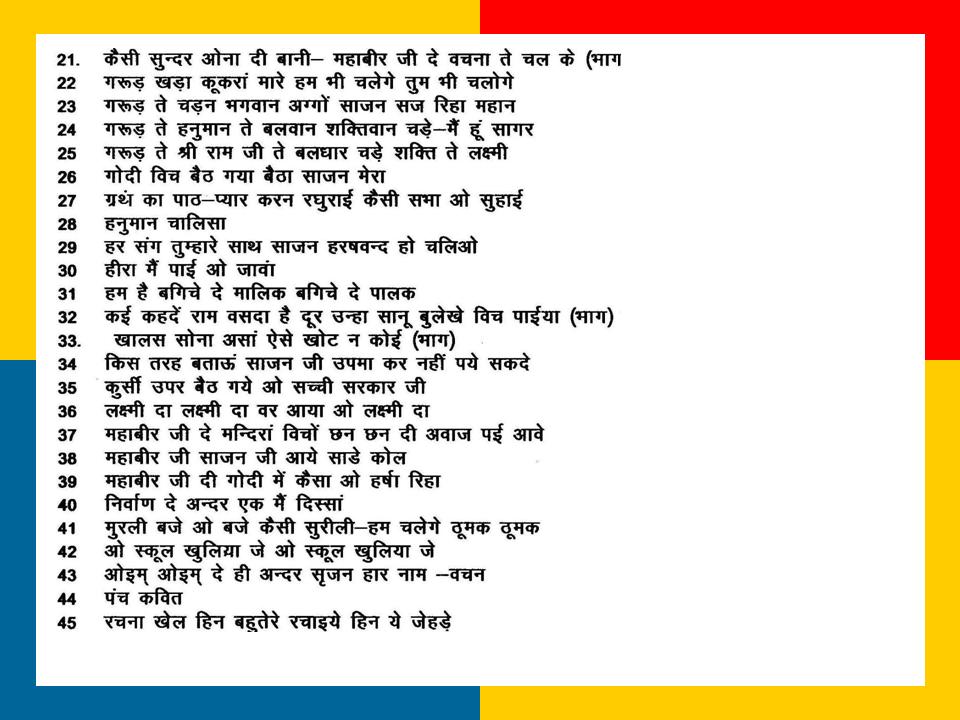 21. कैसी सुन्दर ओना दी बानी– महाबीर जी दे वचना ते चल के (भाग
22 गरूड़ खड़ा कूकरां मारे हम भी चलेगे तुम भी चलोगे
23 गरूड़ ते चड़न भगवान अग्गों साजन सज रिहा महान
24 गरूड़ ते हनुमान ते बलवान शक्तिवान चड़े–मैं हूं सागर
25 गरूड़ ते श्री राम जी ते बलधार चड़े शक्ति ते लक्ष्मी
26 गोदी विच बैठ गया बैठा साजन मेरा
27 ग्रथं का पाठ–प्यार करन रघुराई कैसी सभा ओ सुहाई
28 हनुमान चालिसा
29 हर संग तुम्हारे साथ साजन हरषवन्द हो चलिओ
30 हीरा मैं पाई ओ जावां
31 हम है बगिचे दे मालिक बगिचे दे पालक
32 कई कहदें राम वसदा है दूर उन्हा सानू बुलेखे विच पाईया (भाग)
33. खालस सोना असां ऐसे खोट न कोई (भाग)
34 किस तरह बताऊं साजन जी उपमा कर नहीं पये सकदे
35 कुर्सी उपर बैठ गये ओ सच्ची सरकार जी
36 लक्ष्मी दा लक्ष्मी दा वर आया ओ लक्ष्मी दा
37 महाबीर जी दे मन्दिरां विचों छन छन दी अवाज पई आवे
38 महाबीर जी साजन जी आये साडे कोल
39 महाबीर जी दी गोदी में कैसा ओ हर्षा रिहा
40 निर्वाण दे अन्दर एक मैं दिस्सां
41 मुरली बजे ओ बजे कैसी सुरीली–हम चलेगे ठूमक ठूमक
42 ओ स्कूल खुलिया जे ओ स्कूल खुलिया जे
43 ओइम् ओइम् दे ही अन्दर सृजन हार नाम –वचन
44 पंच कवित
45 रचना खेल हिन बहुतेरे रचाइये हिन ये जेहड़े